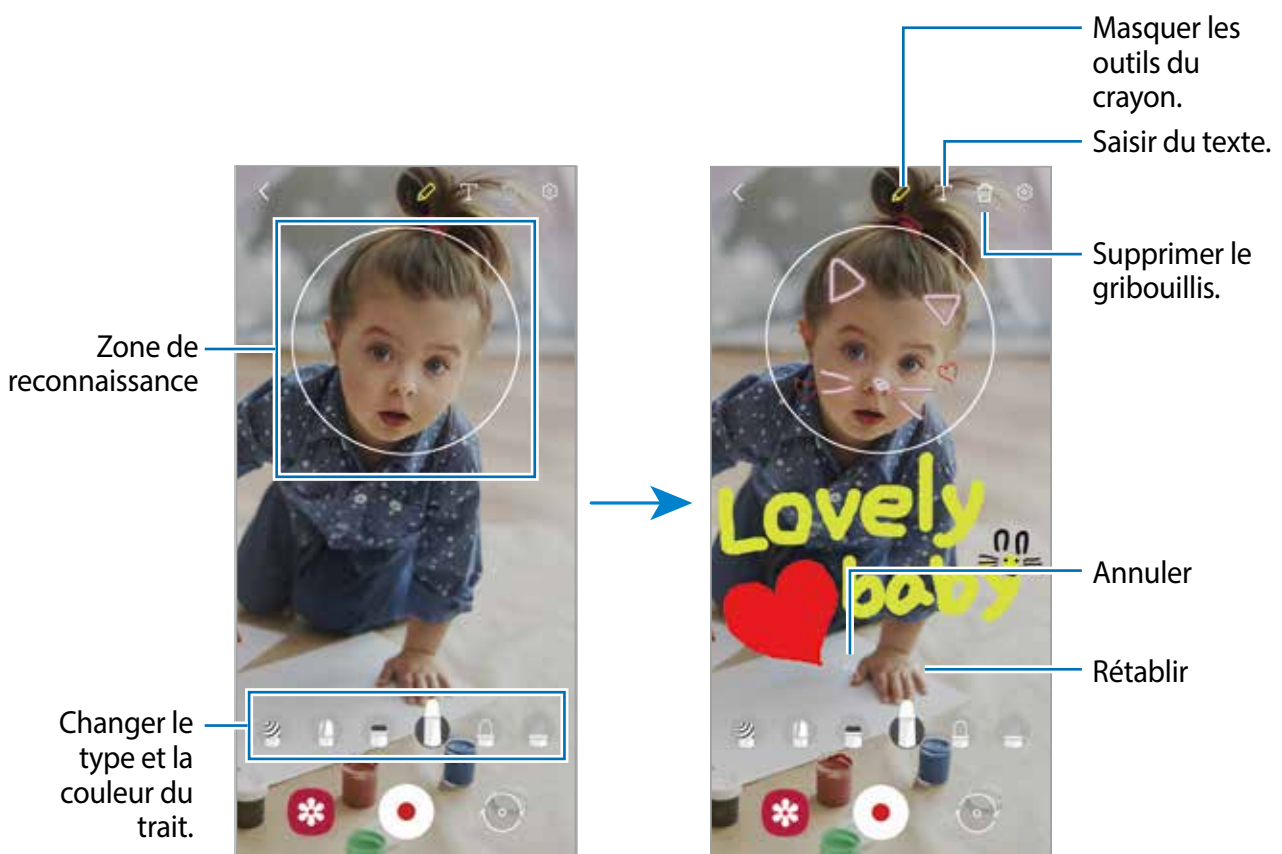 Masquer les
outils du
crayon.
Saisir du texte.
Supprimer le
gribouillis.
Zone de
reconnaissance
T
T
Lovely
baby
Annuler
Rétablir
Changer le
type et la
couleur du
trait.